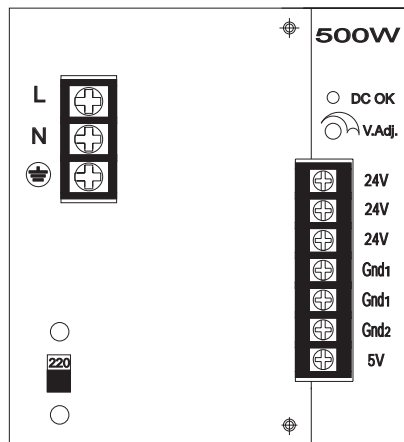 500W
L
N
DC OK
V.Adj.
24V
24V
24V
Gnd1
Gnd1
Gnd2
5V
220